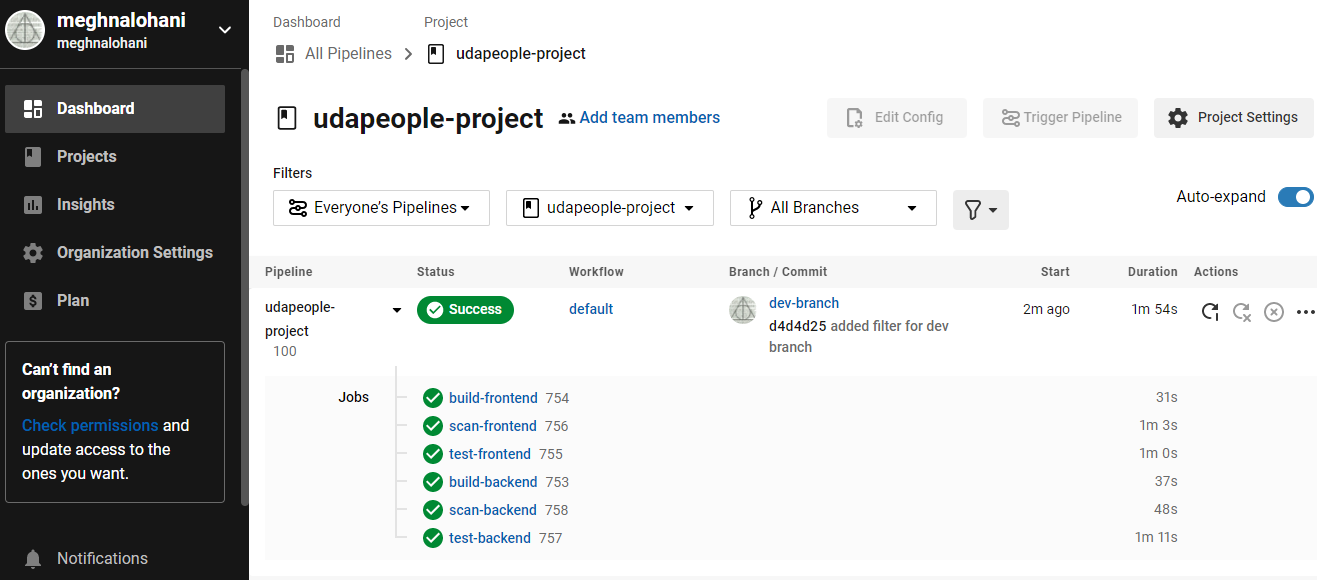 meghnalohani
meghnalohani
Dashboard
Projects
Insights
Organization Settings
Plan
Can't find an
organization?
Check permissions and
update access to the
ones you want.
Notifications
Dashboard Project
All Pipelines udapeople-project
udapeople-project Add team members Edit Config Trigger Pipeline Project Settings
Filters
Everyone's Pipelines udapeople-project All Branches Auto-expand
Pipeline Status Workflow Branch / Commit Start Duration Actions
udapeople-
project
100
Success default
dev-branch
d4d4d25 added filter for dev
branch
2m ago 1m 54s
Jobs
build-frontend 754 31s
scan-frontend 756 1m 3s
test-frontend 755 1m 0s
build-backend 753 37s
scan-backend 758 48s
test-backend 757 1m 11s